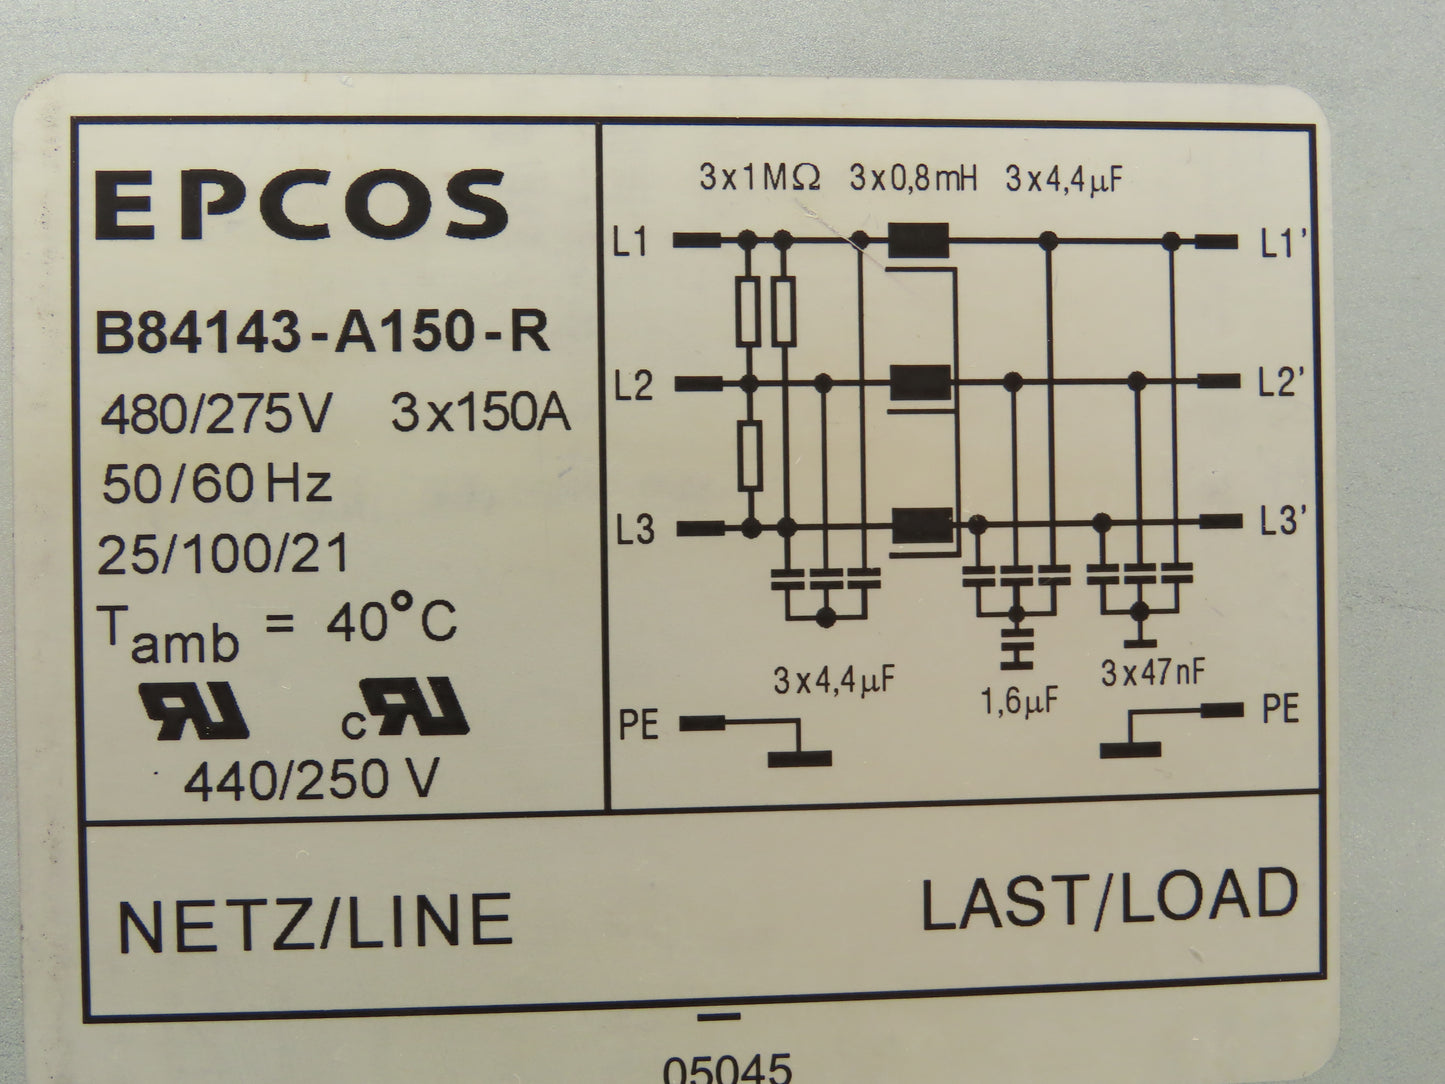 EPCOS
B84143-A150-R
480/275V 3x150A
50/60Hz
25/100/21
Tamb = 40°C
RU cRU
440/250 V
3x1MΩ 3x0,8mH 3x4,4µF
L1 L1'
L2 L2'
L3 L3'
3x4,4µF 1,6µF 3x47nF
PE PE
NETZ/LINE LAST/LOAD
05045